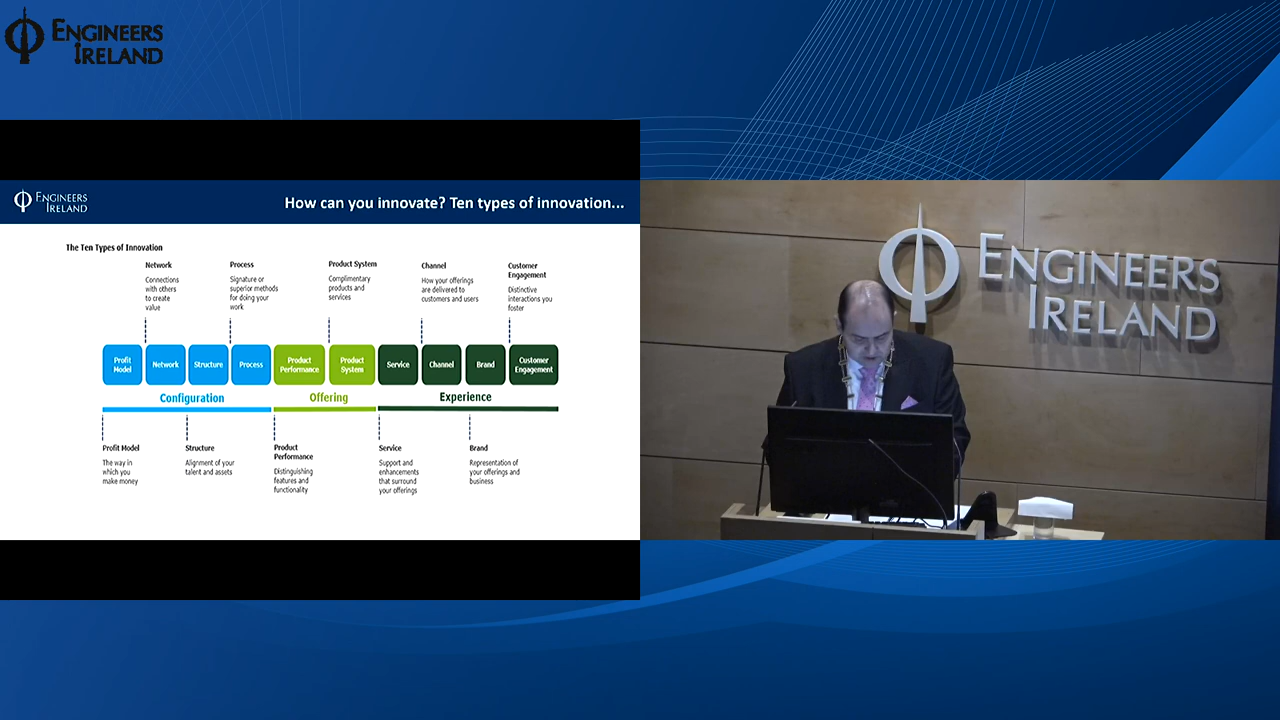 ENGINEERS
IRELAND
ENGINEERS
IRELAND
How can you innovate? Ten types of innovation...
The Ten Types of Innovation
Network
Connections
with others
to create
value
Process
Signature or
superior methods
for doing your
work
Product System
Complimentary
products and
services
Channel
How your offerings
are delivered to
customers and users
Customer
Engagement
Distinctive
interactions you
foster
Profit
Model
Network
Structure
Process
Product
Performance
Product
System
Service
Channel
Brand
Customer
Engagement
Configuration
Offering
Experience
Profit Model
The way in
which you
make money
Structure
Alignment of your
talent and assets
Product
Performance
Distinguishing
features and
functionality
Service
Support and
enhancements
that surround
your offerings
Brand
Representation of
your offerings and
business
ENGINEERS
IRELAND